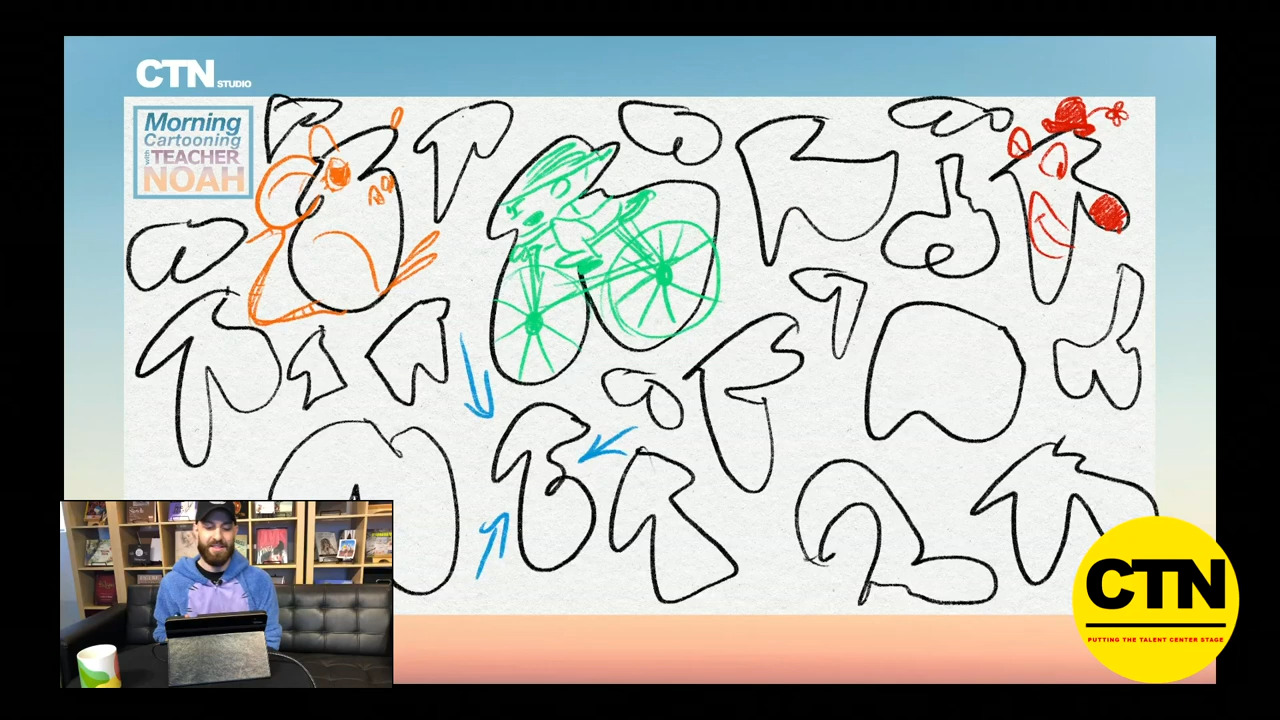 CTN STUDIO
Morning
Cartooning
with TEACHER
NOAH
CTN
PUTTING THE TALENT CENTER STAGE